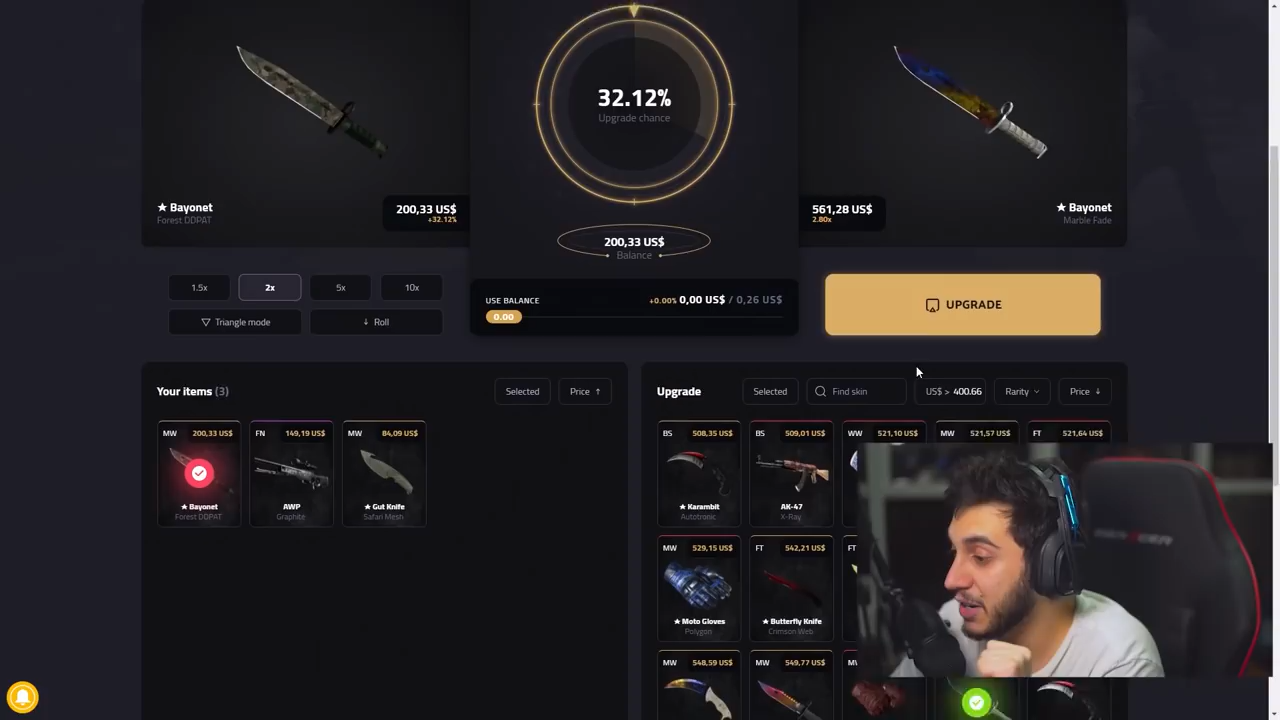 32.12%
Upgrade chance
★ Bayonet
Forest DDPAT
200,33 US$
+32.12%
561,28 US$
2.80x
★ Bayonet
Marble Fade
200,33 US$
Balance
1.5x
2x
5x
10x
Triangle mode
Roll
USE BALANCE
+0.00% 0,00 US$ / 0,26 US$
0.00
UPGRADE
Your items (3)
Selected
Price ↑
Upgrade
Selected
Find skin
US$ > 400.66
Rarity
Price ↓
MW 200,33 US$
★ Bayonet
Forest DDPAT
FN 149,19 US$
AWP
Graphite
MW 84,09 US$
★ Gut Knife
Safari Mesh
BS 508,35 US$
★ Karambit
Autotronic
BS 509,01 US$
AK-47
X-Ray
WW 521,10 US$
MW 521,57 US$
FT 521,64 US$
MW 529,15 US$
★ Moto Gloves
Polygon
FT 542,21 US$
★ Butterfly Knife
Crimson Web
FT
MW 548,59 US$
MW 549,77 US$